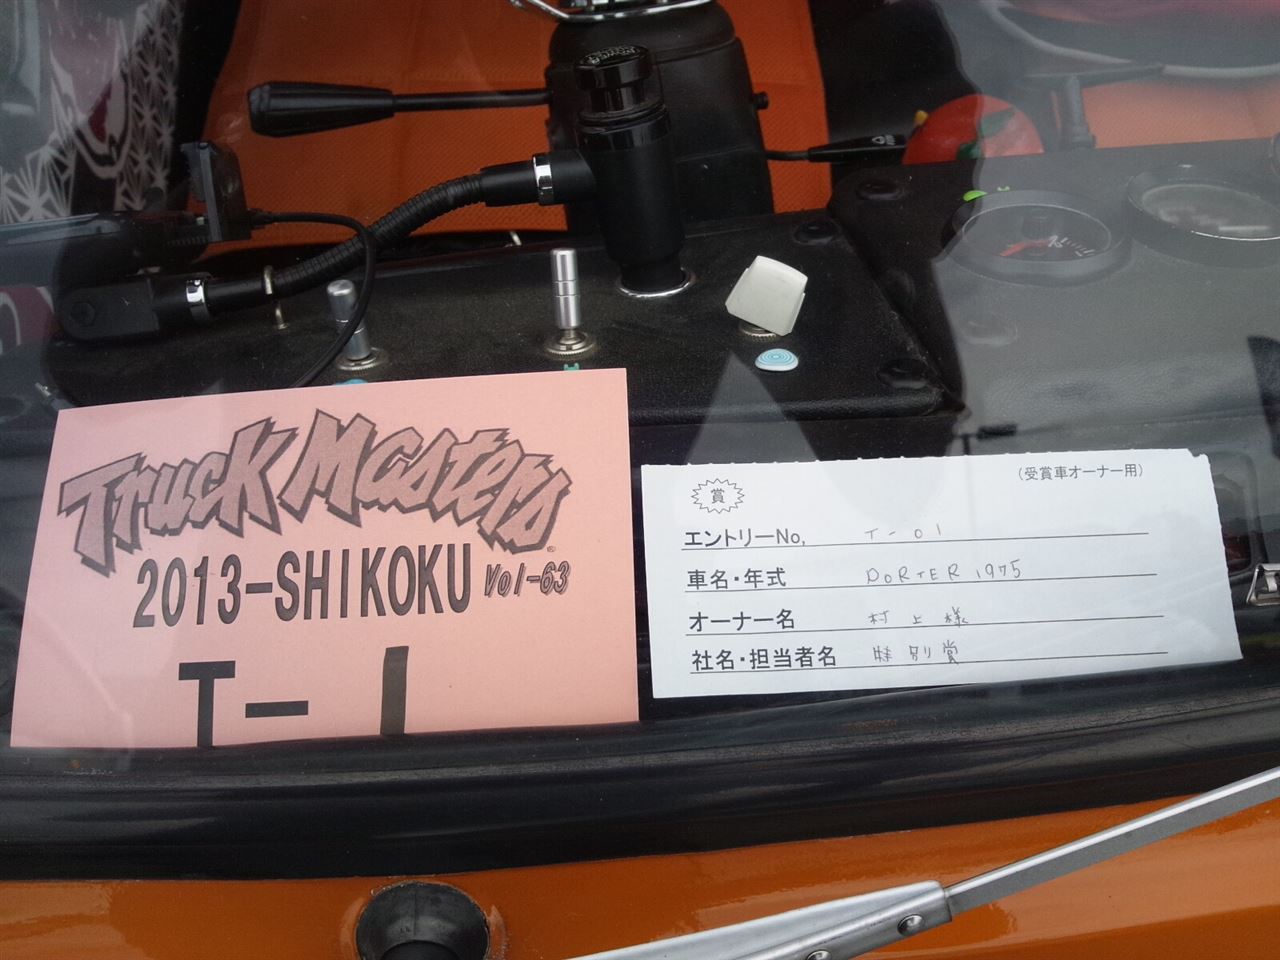 Truck Masters
2013-SHIKOKU Vol-63
T-1
賞
(受賞車オーナー用)
エントリーNo, T-01
車名・年式 PORTER 1975
オーナー名 村上様
社名・担当者名 特別賞